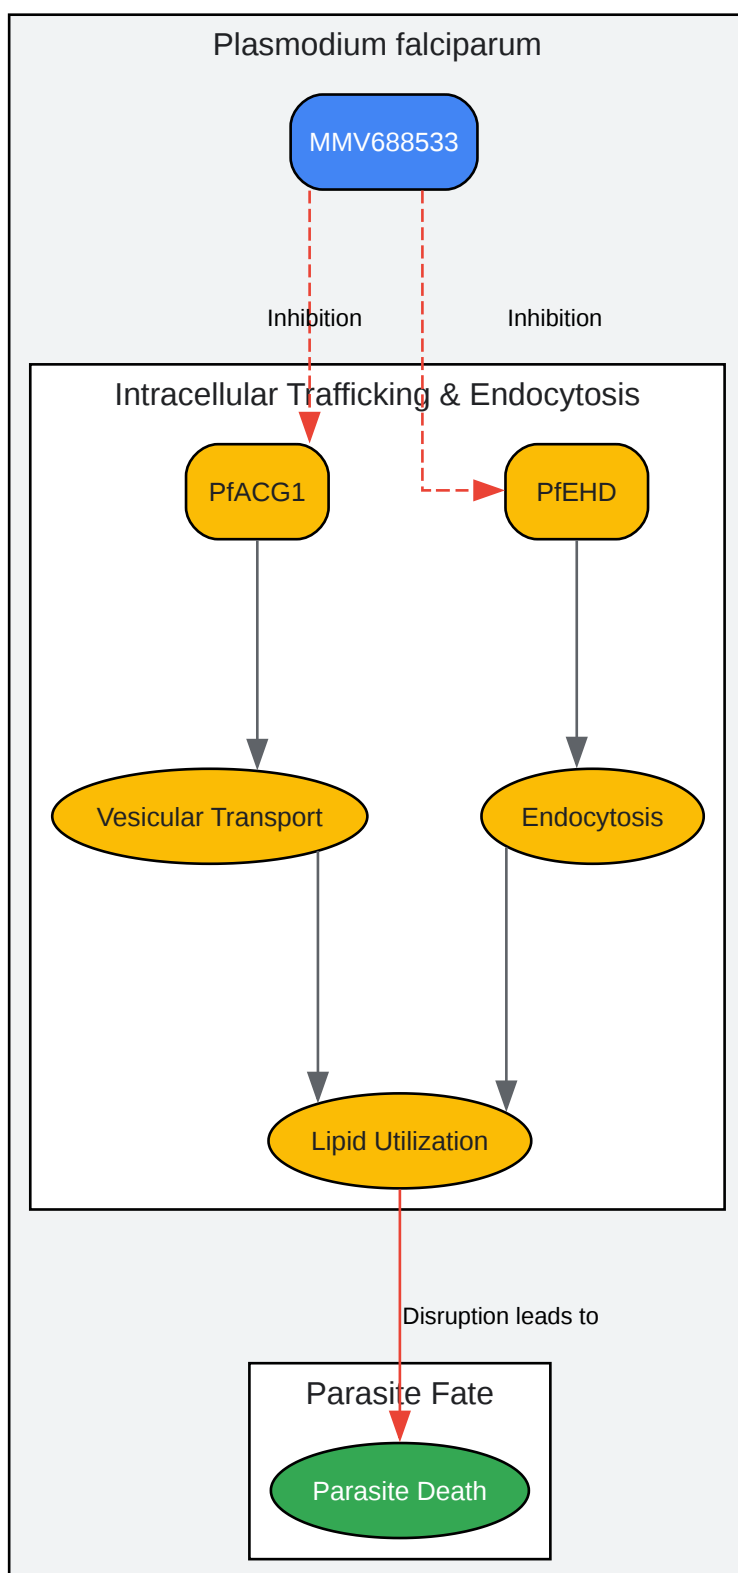 Plasmodium falciparum
MMV688533
Inhibition
Inhibition
Intracellular Trafficking & Endocytosis
PfACG1
PfEHD
Vesicular Transport
Endocytosis
Lipid Utilization
Disruption leads to
Parasite Fate
Parasite Death